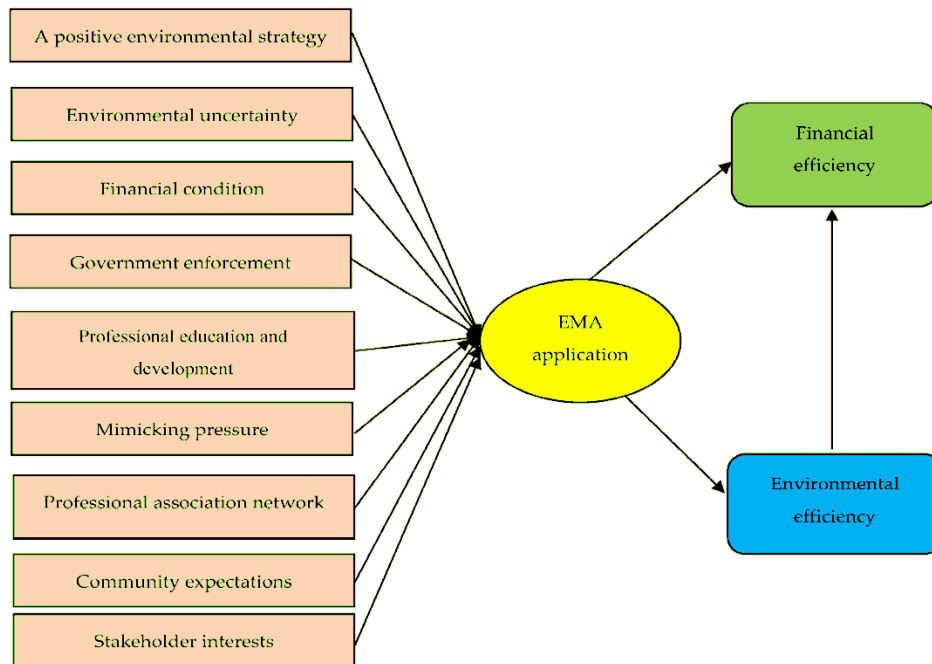 A positive environmental strategy
Environmental uncertainty
Financial condition
Government enforcement
Professional education and
development
Mimicking pressure
Professional association network
Community expectations
Stakeholder interests
EMA
application
Financial
efficiency
Environmental
efficiency